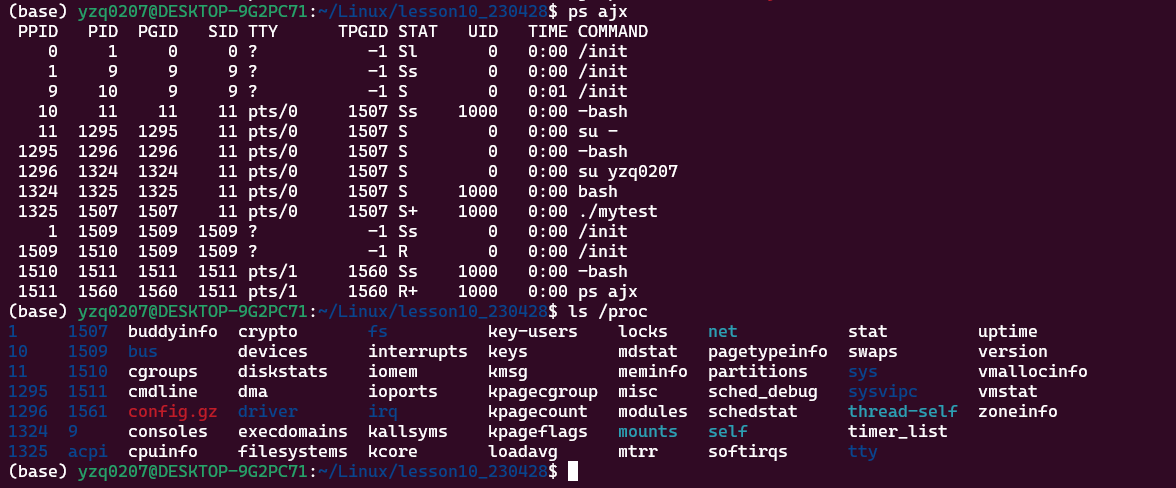 (base) yzq0207@DESKTOP-9G2PC71:~/Linux/lesson10_230428$ ps ajx
 PPID   PID  PGID   SID TTY      TPGID STAT   UID   TIME COMMAND
    0     1     0     0 ?           -1 Sl       0   0:00 /init
    1     9     9     9 ?           -1 Ss       0   0:00 /init
    9    10     9     9 ?           -1 S        0   0:01 /init
   10    11    11    11 pts/0     1507 Ss    1000   0:00 -bash
   11  1295  1295    11 pts/0     1507 S        0   0:00 su -
 1295  1296  1296    11 pts/0     1507 S        0   0:00 -bash
 1296  1324  1324    11 pts/0     1507 S        0   0:00 su yzq0207
 1324  1325  1325    11 pts/0     1507 S     1000   0:00 bash
 1325  1507  1507    11 pts/0     1507 S+    1000   0:00 ./mytest
    1  1509  1509  1509 ?           -1 Ss       0   0:00 /init
 1509  1510  1509  1509 ?           -1 R        0   0:00 /init
 1510  1511  1511  1511 pts/1     1560 Ss    1000   0:00 -bash
 1511  1560  1560  1511 pts/1     1560 R+    1000   0:00 ps ajx
(base) yzq0207@DESKTOP-9G2PC71:~/Linux/lesson10_230428$ ls /proc
1     1507  buddyinfo  crypto       fs          key-users    locks    net           stat         uptime
10    1509  bus        devices      interrupts  keys         mdstat   pagetypeinfo  swaps        version
11    1510  cgroups    diskstats    iomem       kmsg         meminfo  partitions    sys          vmallocinfo
1295  1511  cmdline    dma          ioports     kpagecgroup  misc     sched_debug   sysvipc      vmstat
1296  1561  config.gz  driver       irq         kpagecount   modules  schedstat     thread-self  zoneinfo
1324  9     consoles   execdomains  kallsyms    kpageflags   mounts   self          timer_list
1325  acpi  cpuinfo    filesystems  kcore       loadavg      mtrr     softirqs      tty
(base) yzq0207@DESKTOP-9G2PC71:~/Linux/lesson10_230428$